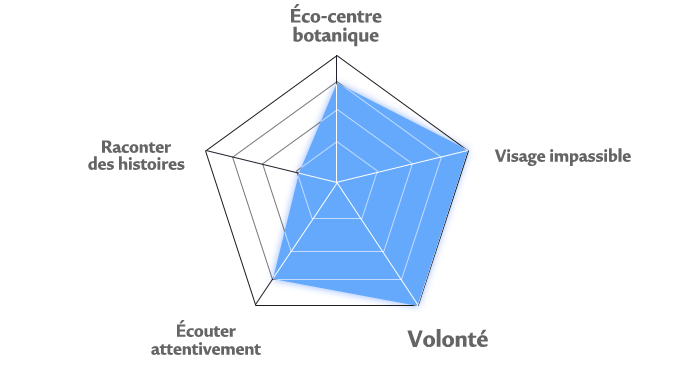 Éco-centre
botanique
Raconter
des histoires
Visage impassible
Écouter
attentivement
Volonté